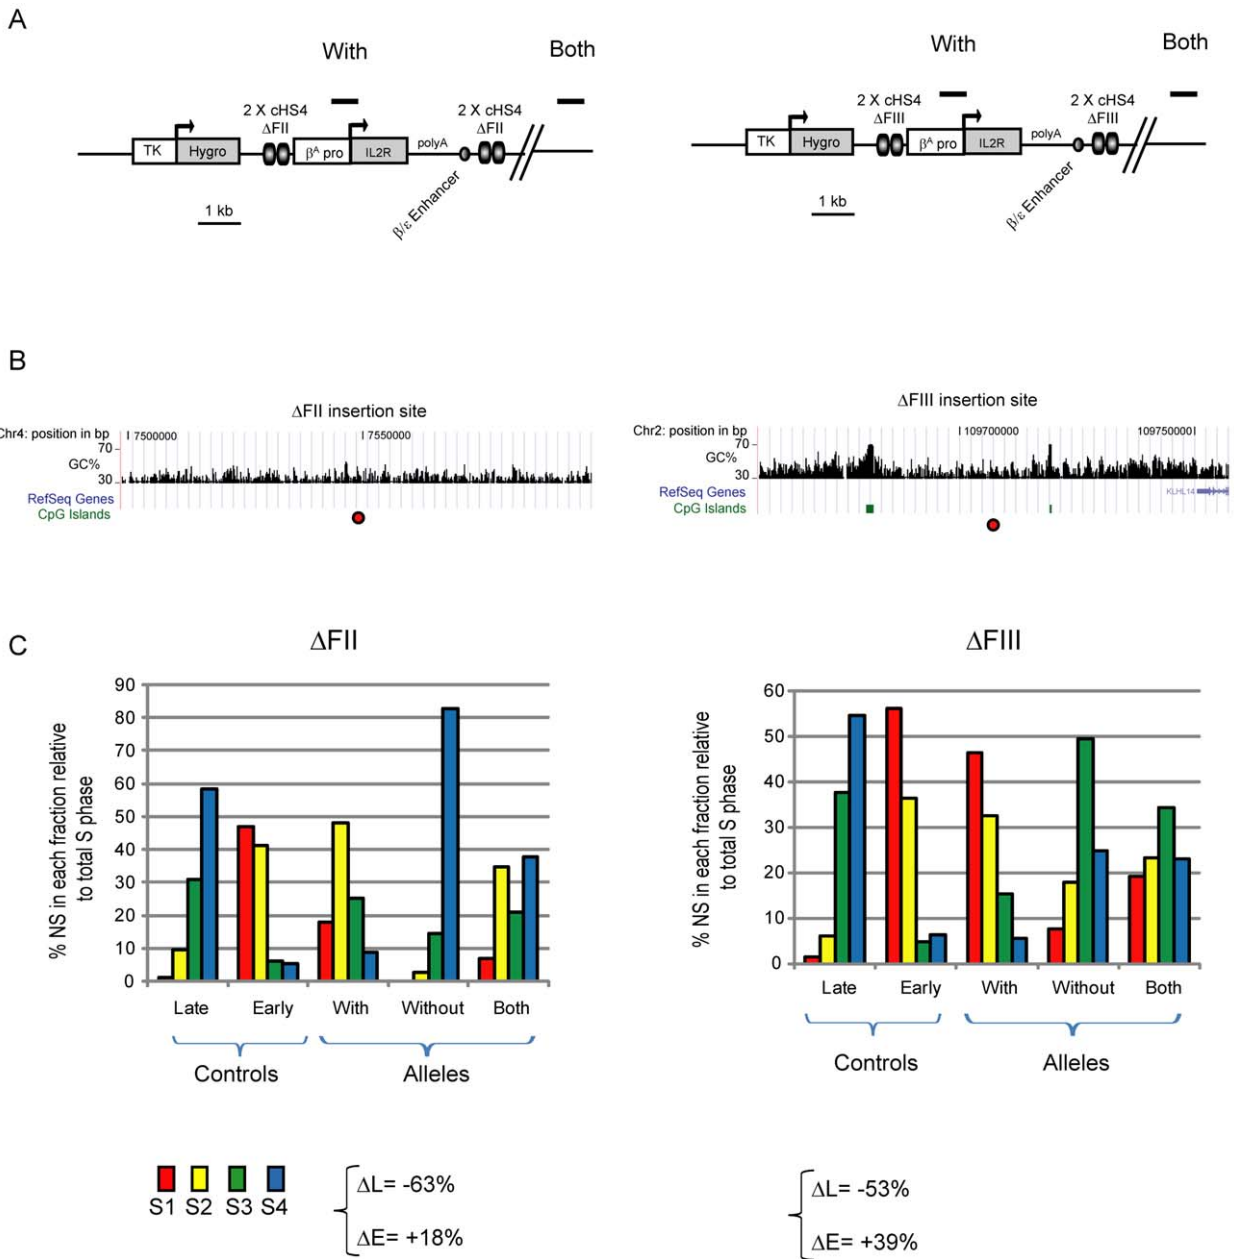 A
With
Both
2 X cHS4
ΔFII
2 X cHS4
ΔFII
TK
Hygro
βᴬ pro
IL2R
polyA
β/ε Enhancer
1 kb
With
Both
2 X cHS4
ΔFIII
2 X cHS4
ΔFIII
TK
Hygro
βᴬ pro
IL2R
polyA
β/ε Enhancer
1 kb
B
ΔFII insertion site
Chr4: position in bp
7500000
7550000
70
GC%
30
RefSeq Genes
CpG Islands
ΔFIII insertion site
Chr2: position in bp
109700000
109750000
70
GC%
30
RefSeq Genes
KLHL14
CpG Islands
C
ΔFII
% NS in each fraction relative
to total S phase
90
80
70
60
50
40
30
20
10
0
Late
Early
With
Without
Both
Controls
Alleles
ΔFIII
% NS in each fraction relative
to total S phase
60
50
40
30
20
10
0
Late
Early
With
Without
Both
Controls
Alleles
S1 S2 S3 S4
ΔL= -63%
ΔE= +18%
ΔL= -53%
ΔE= +39%